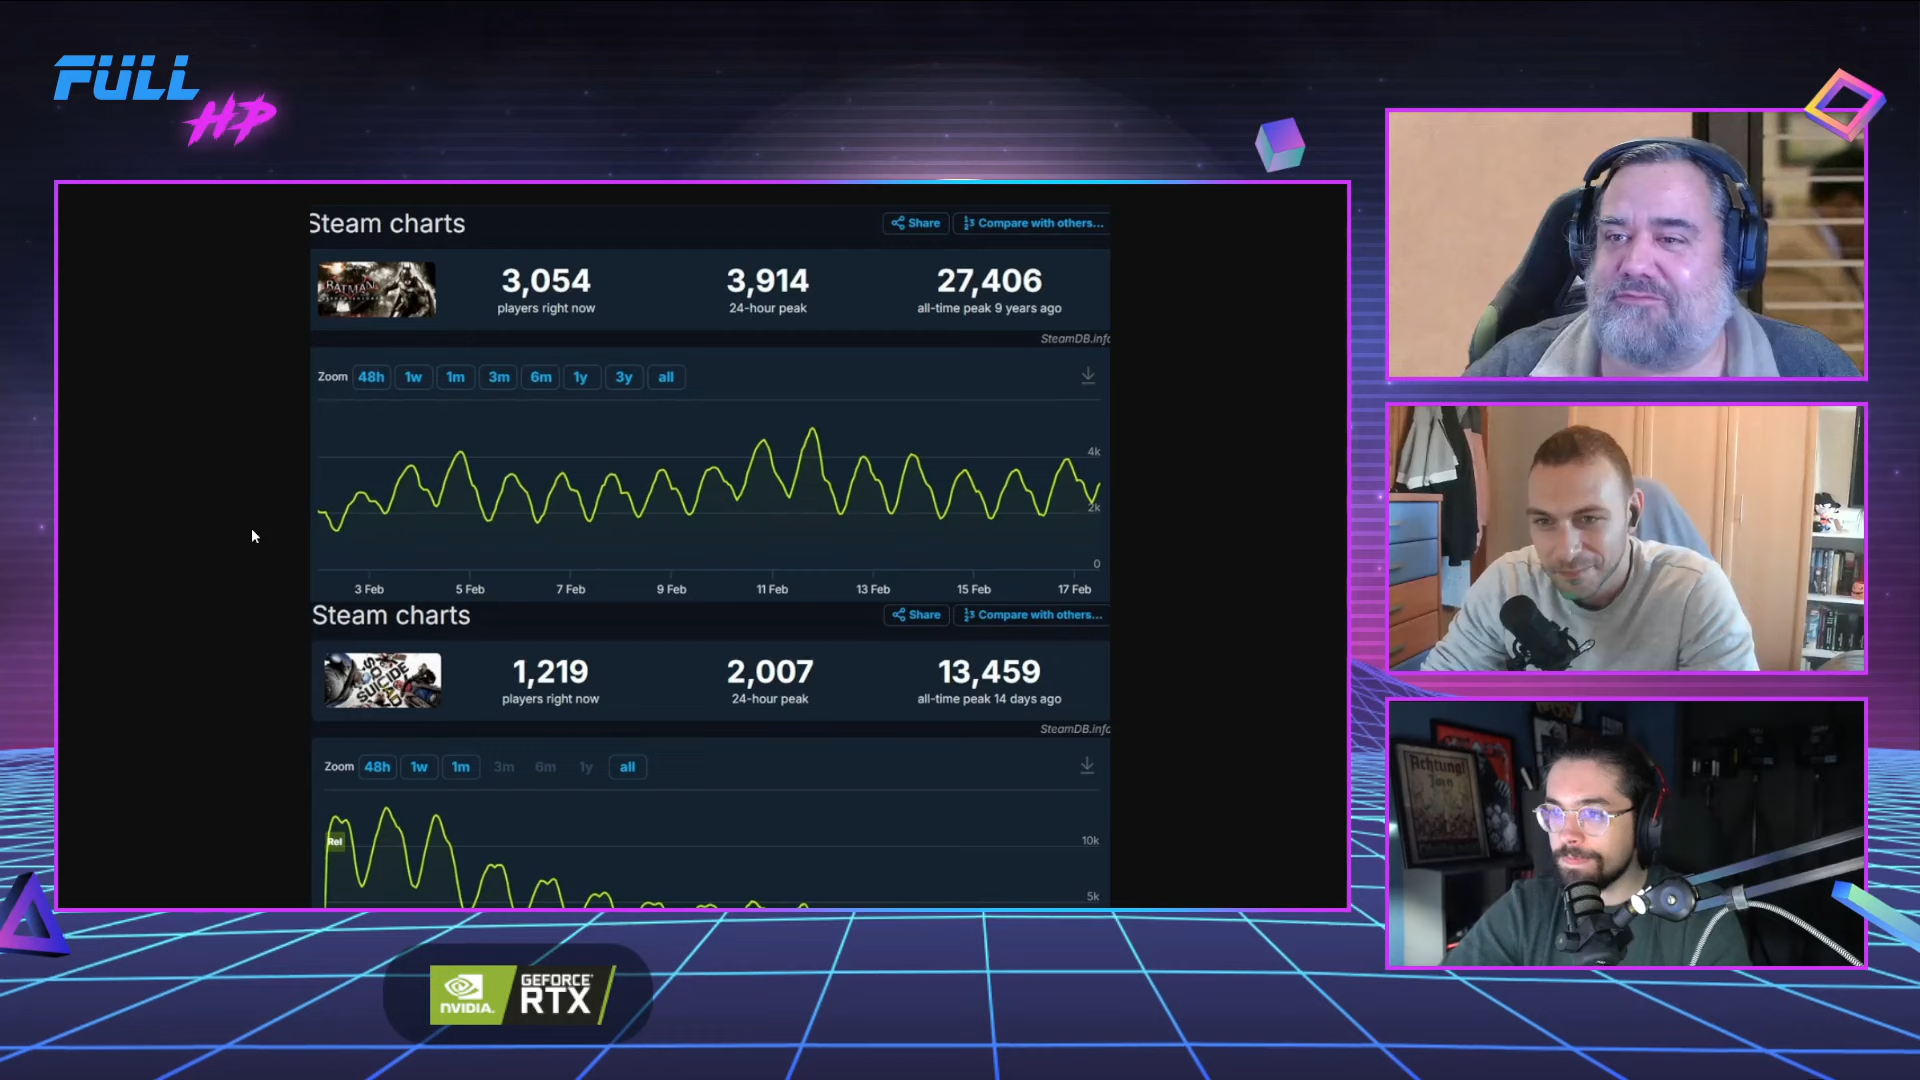 FULL
HP
Steam charts
Share
Compare with others...
BATMAN
3,054
3,914
27,406
players right now
24-hour peak
all-time peak 9 years ago
SteamDB.info
Zoom 48h 1w 1m 3m 6m 1y 3y all
4k
2k
0
3 Feb 5 Feb 7 Feb 9 Feb 11 Feb 13 Feb 15 Feb 17 Feb
Steam charts
Share
Compare with others...
SUICIDE
SQUAD
1,219
2,007
13,459
players right now
24-hour peak
all-time peak 14 days ago
SteamDB.info
Zoom 48h 1w 1m 3m 6m 1y all
Rel
10k
5k
Achtung!
NVIDIA.
GEFORCE
RTX